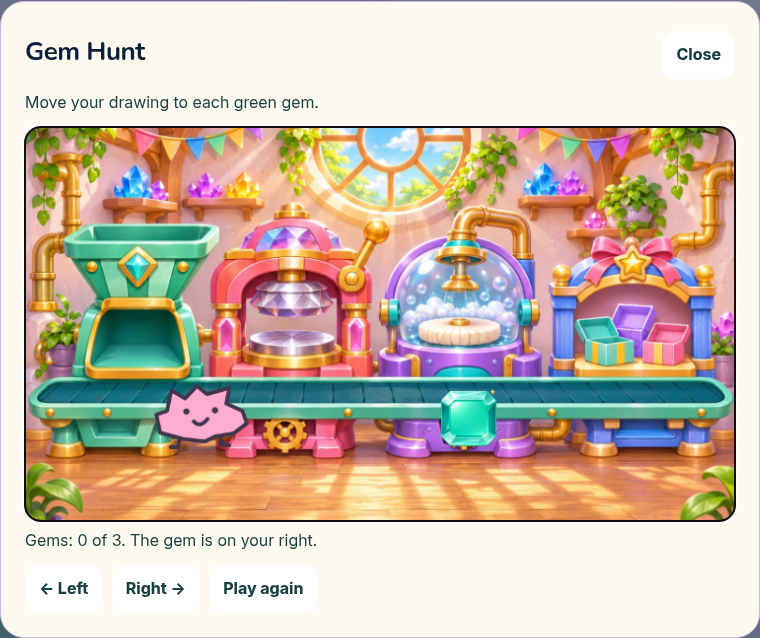 Gem Hunt
Close
Move your drawing to each green gem.
Gems: 0 of 3. The gem is on your right.
← Left
Right →
Play again